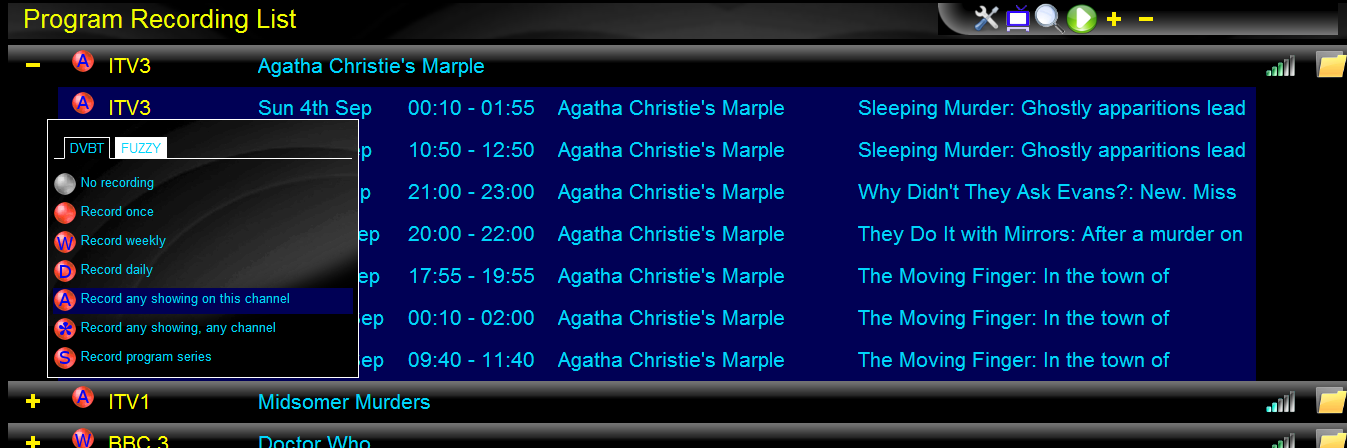 Program Recording List
A ITV3 Agatha Christie's Marple
A ITV3 Sun 4th Sep 00:10 - 01:55 Agatha Christie's Marple Sleeping Murder: Ghostly apparitions lead
10:50 - 12:50 Agatha Christie's Marple Sleeping Murder: Ghostly apparitions lead
21:00 - 23:00 Agatha Christie's Marple Why Didn't They Ask Evans?: New. Miss
20:00 - 22:00 Agatha Christie's Marple They Do It with Mirrors: After a murder on
17:55 - 19:55 Agatha Christie's Marple The Moving Finger: In the town of
00:10 - 02:00 Agatha Christie's Marple The Moving Finger: In the town of
09:40 - 11:40 Agatha Christie's Marple The Moving Finger: In the town of
DVBT FUZZY
No recording
Record once
W Record weekly
D Record daily
A Record any showing on this channel
* Record any showing, any channel
S Record program series
A ITV1 Midsomer Murders
W BBC 3 Doctor Who